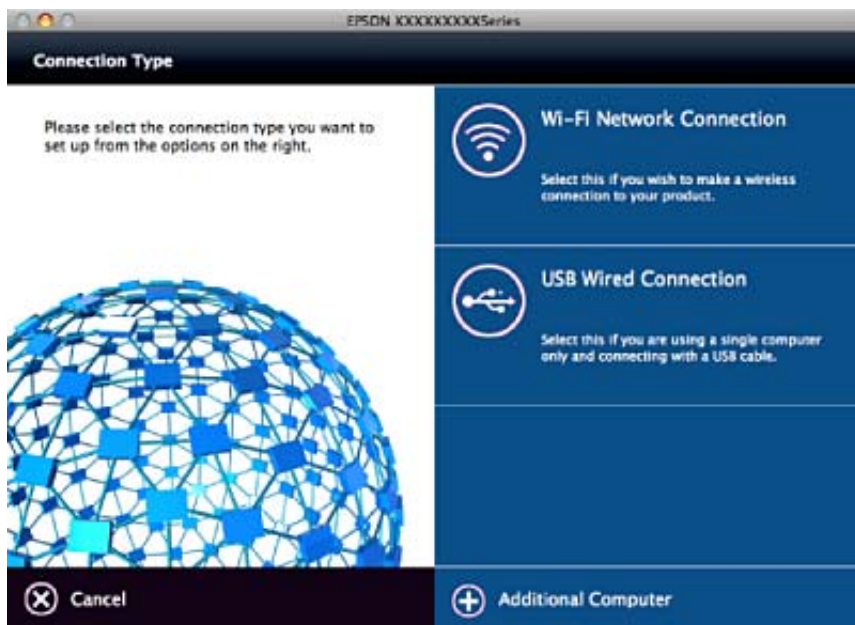 EPSON XXXXXXXXXSeries
Connection Type
Please select the connection type you want to
set up from the options on the right.
Wi-Fi Network Connection
Select this if you wish to make a wireless
connection to your product.
USB Wired Connection
Select this if you are using a single computer
only and connecting with a USB cable.
Cancel
Additional Computer